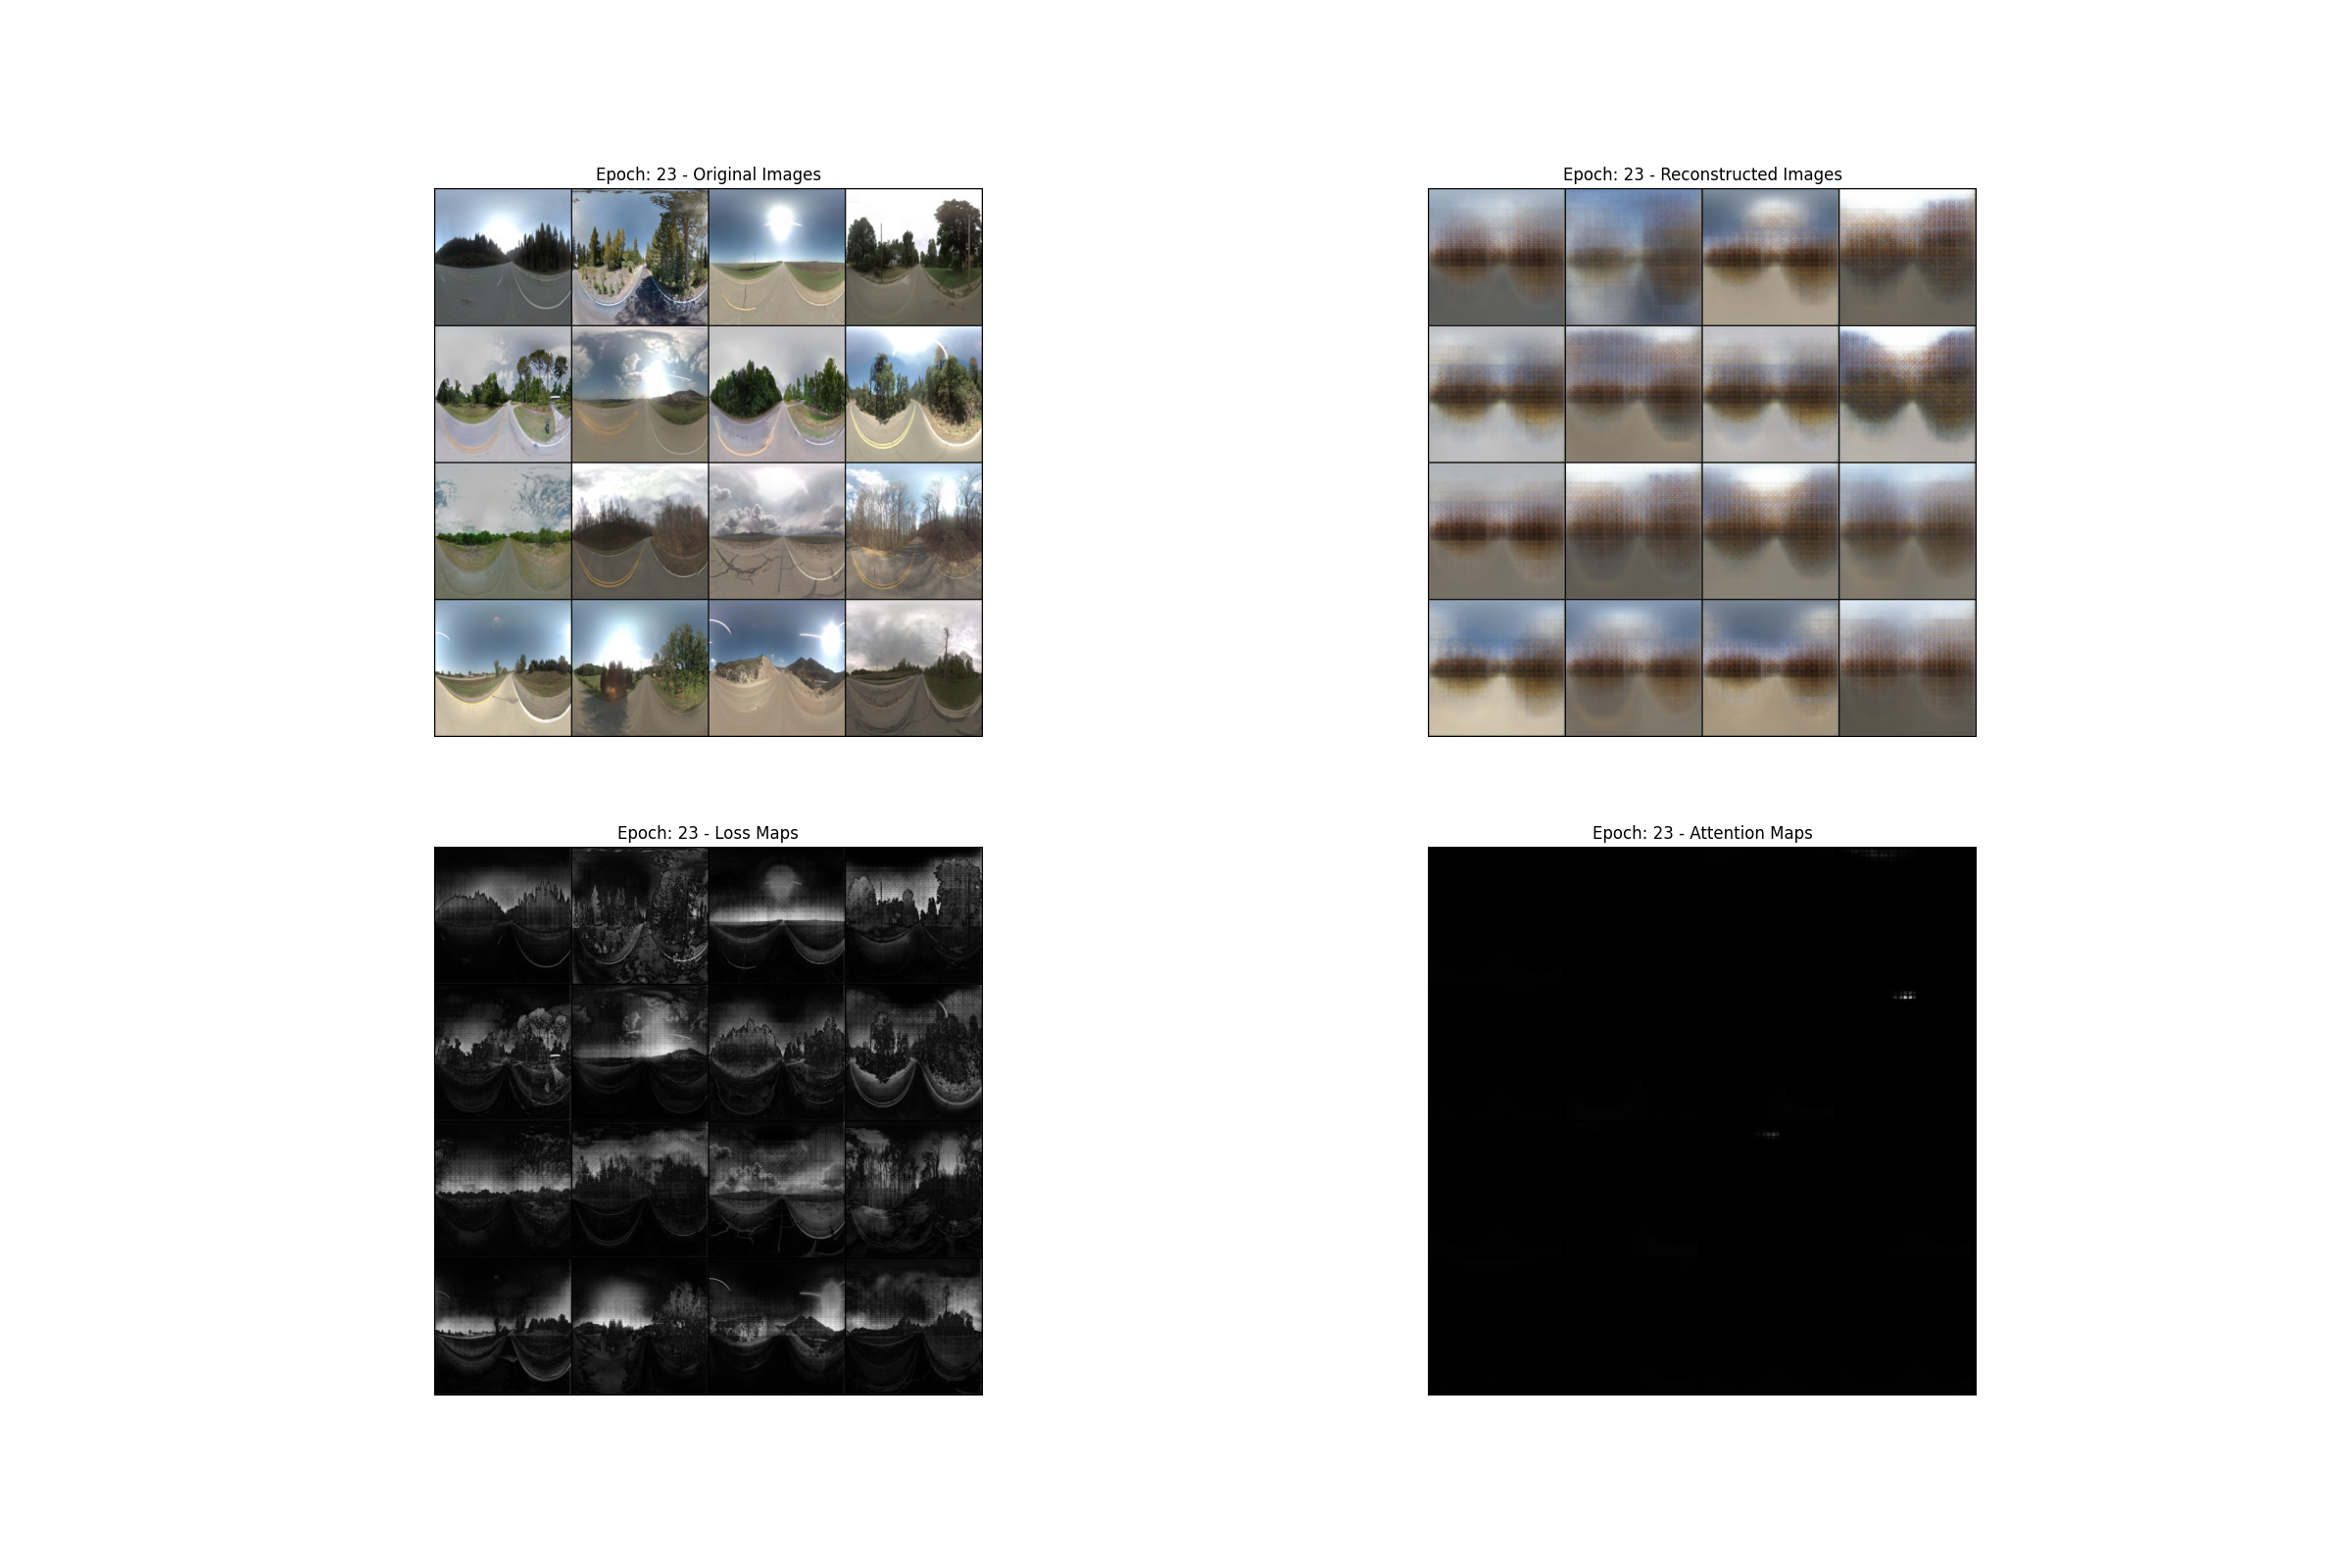 Epoch: 23 - Original Images
Epoch: 23 - Reconstructed Images
Epoch: 23 - Loss Maps
Epoch: 23 - Attention Maps